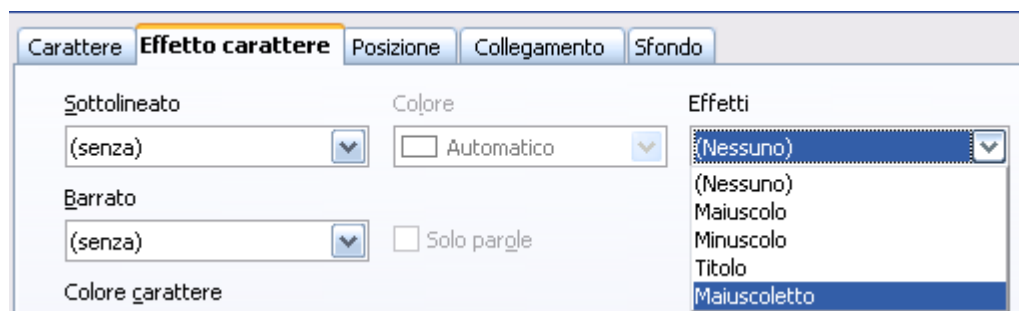 Carattere Effetto carattere Posizione Collegamento Sfondo
Sottolineato Colore Effetti
(senza) Automatico (Nessuno)
(Nessuno)
Barrato Maiuscolo
(senza) Solo parole Minuscolo
Titolo
Colore carattere Maiuscoletto